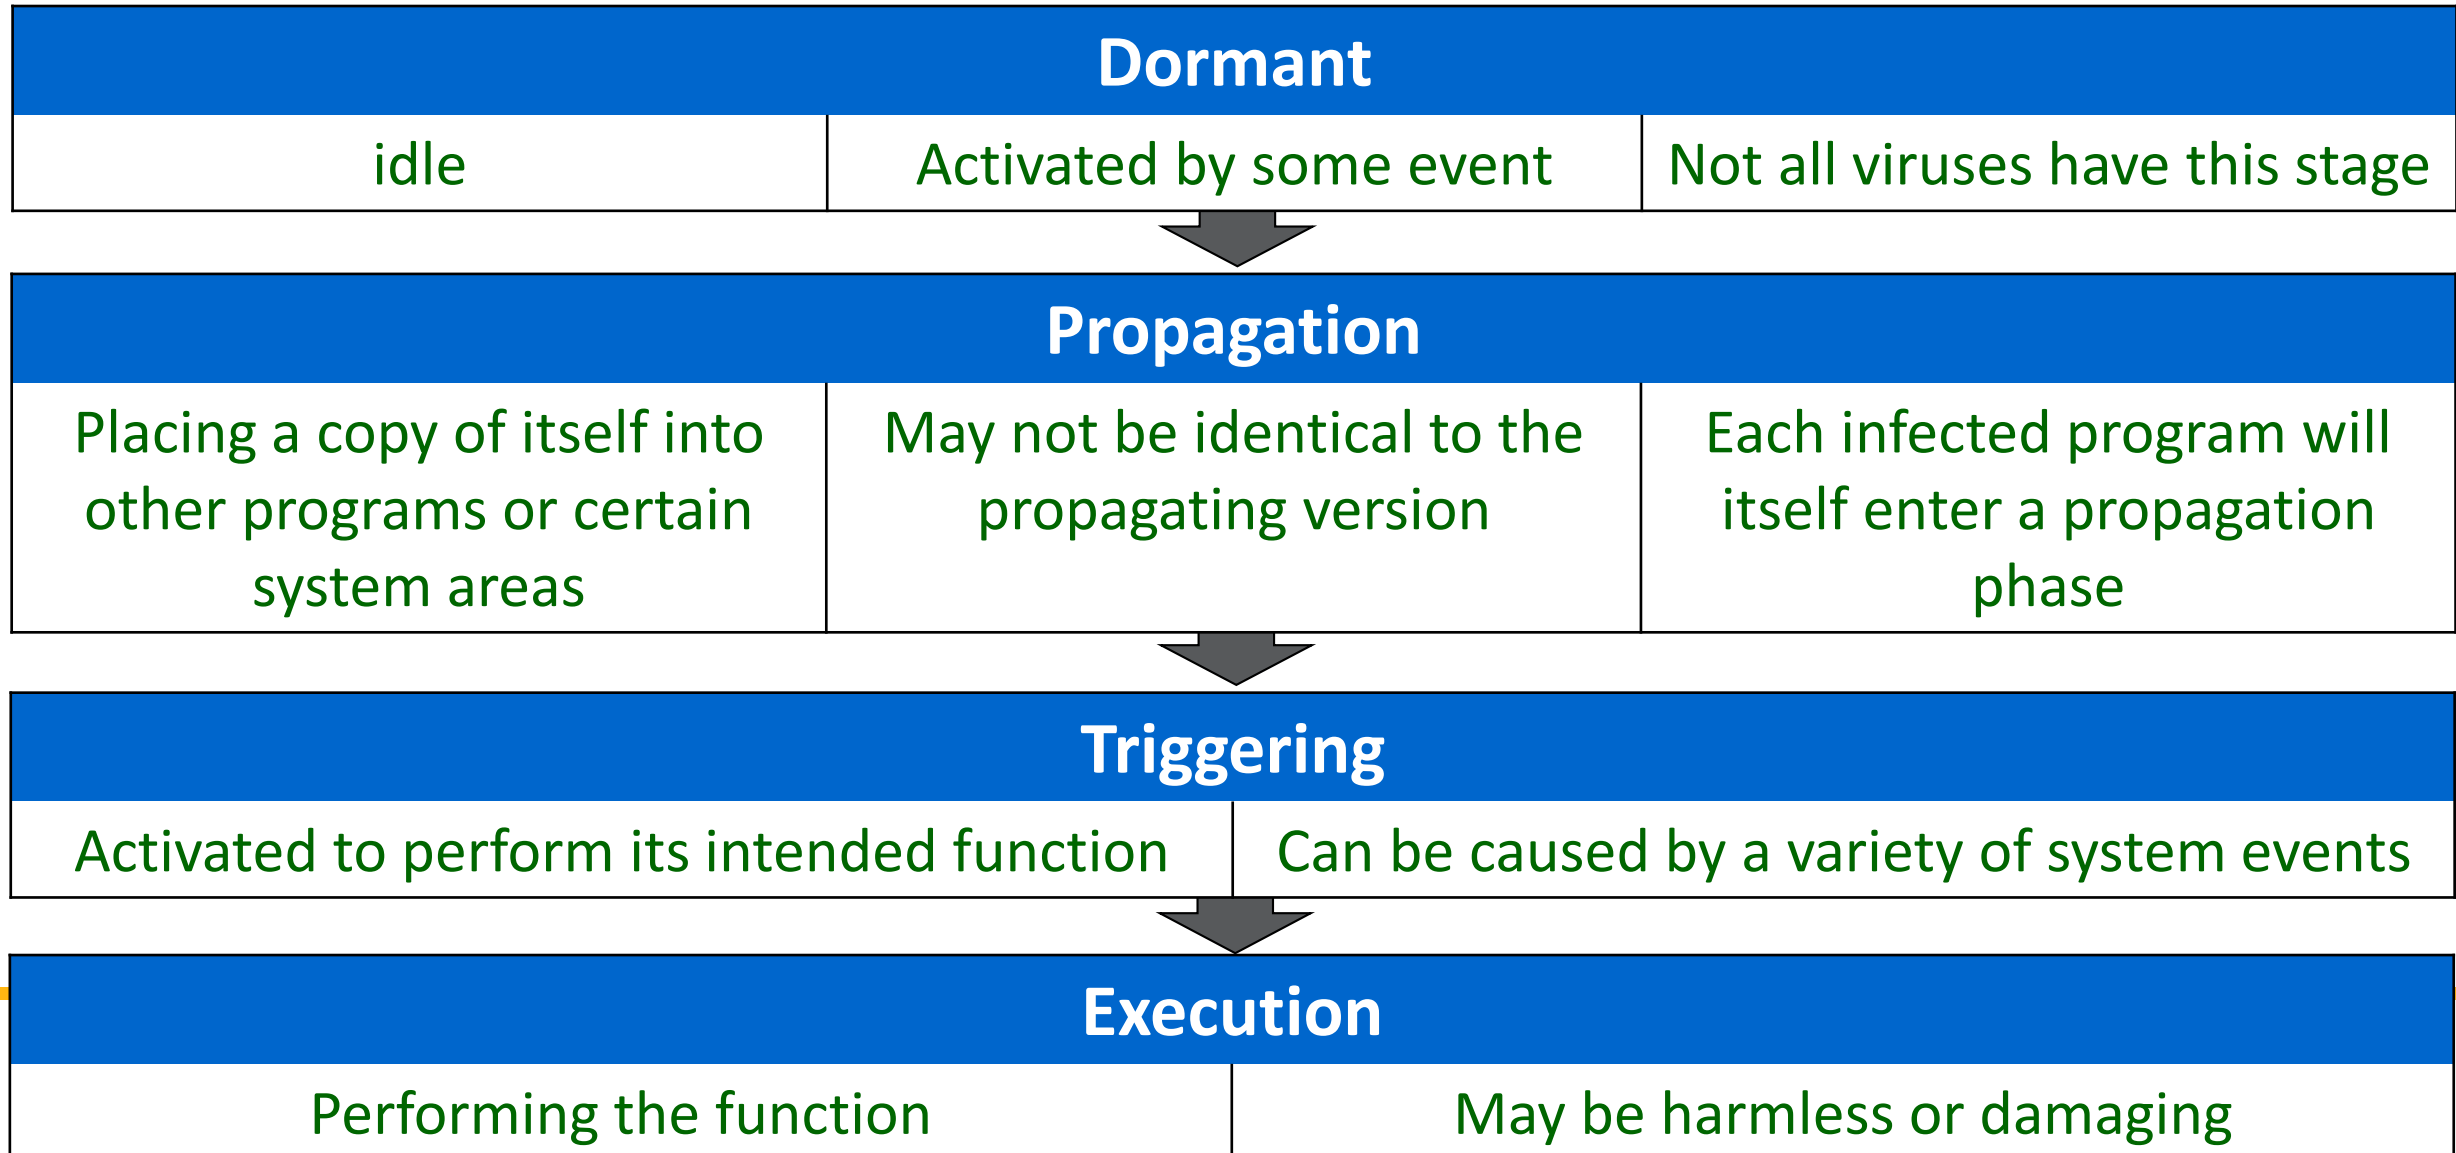 Dormant
idle
Activated by some event
Not all viruses have this stage
Propagation
Placing a copy of itself into
other programs or certain
system areas
May not be identical to the
propagating version
Each infected program will
itself enter a propagation
phase
Triggering
Activated to perform its intended function
Can be caused by a variety of system events
Execution
Performing the function
May be harmless or damaging